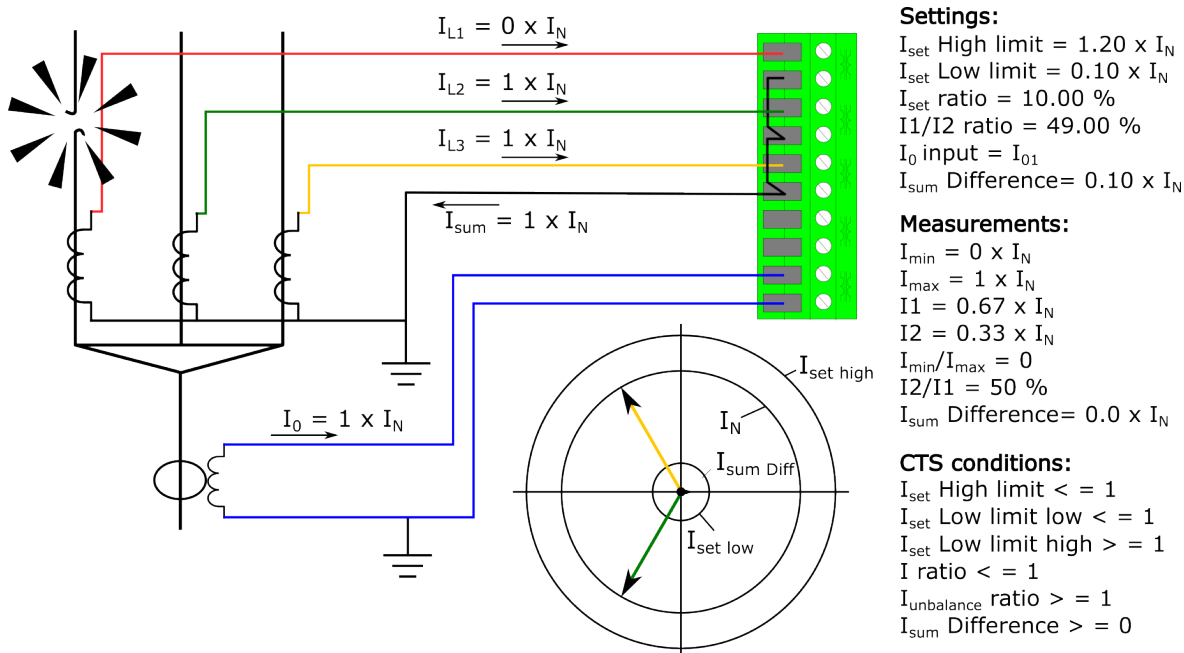 I_L1 = 0 x I_N
I_L2 = 1 x I_N
I_L3 = 1 x I_N
I_sum = 1 x I_N
I_0 = 1 x I_N
I_set high
I_N
I_sum Diff
I_set low
Settings:
I_set High limit = 1.20 x I_N
I_set Low limit = 0.10 x I_N
I_set ratio = 10.00 %
I1/I2 ratio = 49.00 %
I_0 input = I_01
I_sum Difference= 0.10 x I_N
Measurements:
I_min = 0 x I_N
I_max = 1 x I_N
I1 = 0.67 x I_N
I2 = 0.33 x I_N
I_min/I_max = 0
I2/I1 = 50 %
I_sum Difference= 0.0 x I_N
CTS conditions:
I_set High limit < = 1
I_set Low limit low < = 1
I_set Low limit high > = 1
I ratio < = 1
I_unbalance ratio > = 1
I_sum Difference > = 0